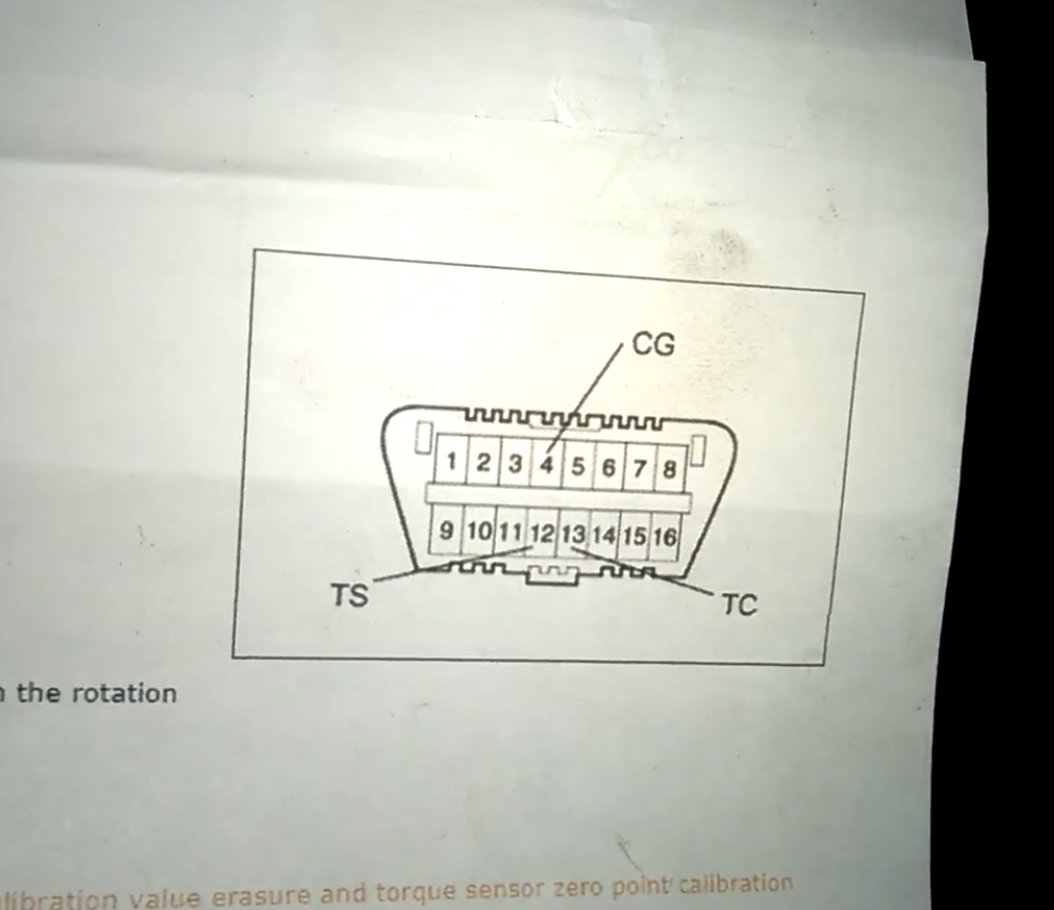 CG
1 2 3 4 5 6 7 8
9 10 11 12 13 14 15 16
TS
TC
the rotation
value erasure and torque sensor zero point calibration